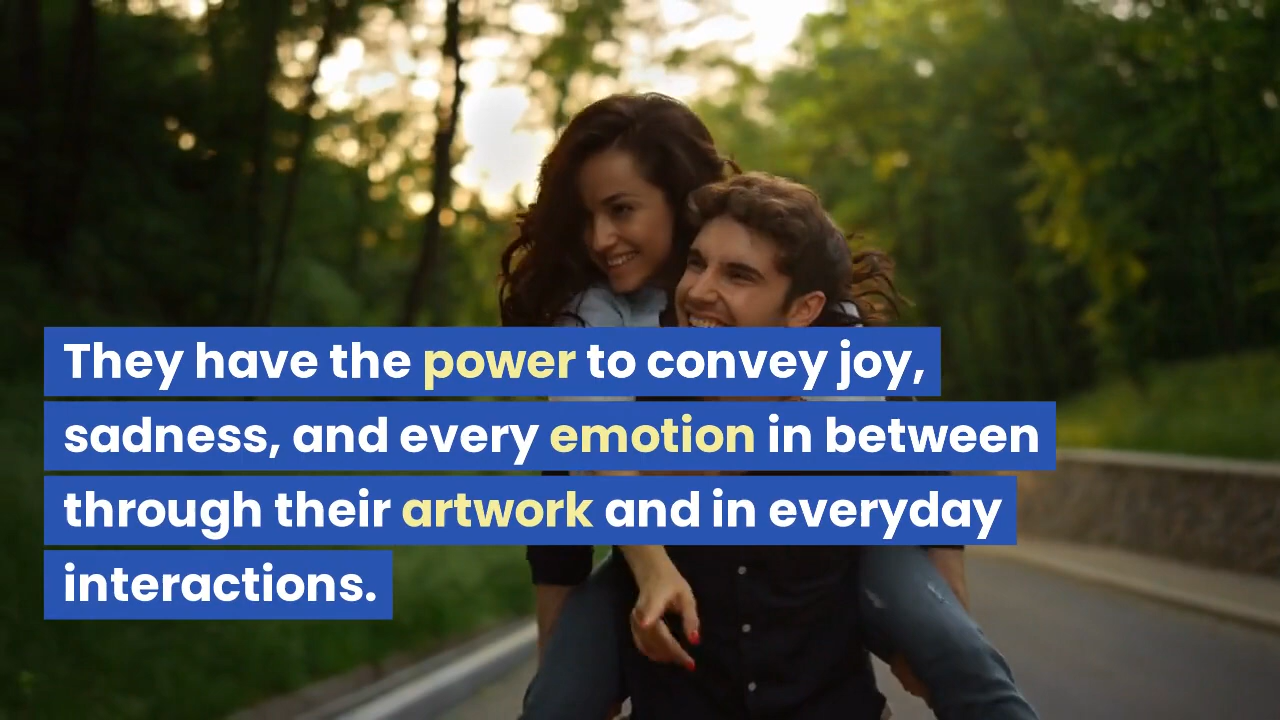 They have the power to convey joy,
sadness, and every emotion in between
through their artwork and in everyday
interactions.